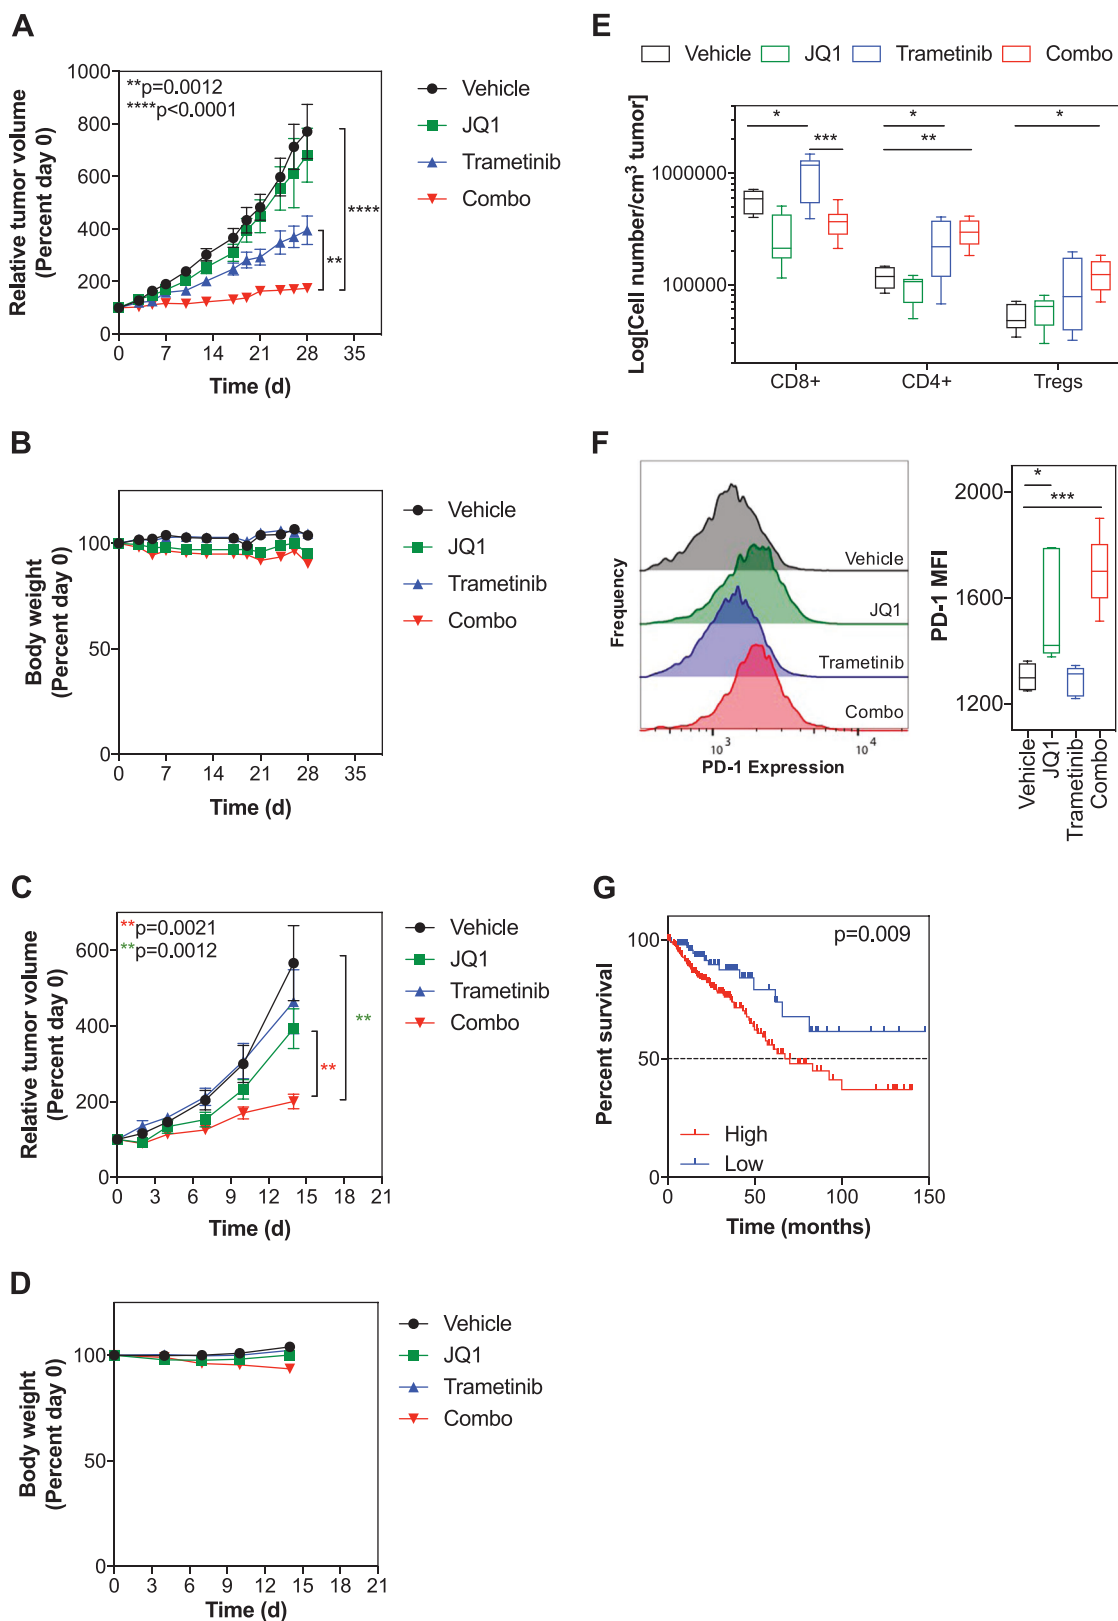 A
1000
800
600
400
200
0
**p=0.0012
****p<0.0001
****
**
0 7 14 21 28 35
Time (d)
Relative tumor volume
(Percent day 0)
Vehicle
JQ1
Trametinib
Combo
B
100
50
0
0 7 14 21 28 35
Time (d)
Body weight
(Percent day 0)
Vehicle
JQ1
Trametinib
Combo
C
600
400
200
0
**p=0.0021
**p=0.0012
**
**
0 3 6 9 12 15 18 21
Time (d)
Relative tumor volume
(Percent day 0)
Vehicle
JQ1
Trametinib
Combo
D
100
50
0
0 3 6 9 12 15 18 21
Time (d)
Body weight
(Percent day 0)
Vehicle
JQ1
Trametinib
Combo
E
Vehicle JQ1 Trametinib Combo
Log[Cell number/cm³ tumor]
1000000
100000
* * *
*** **
CD8+ CD4+ Tregs
F
Frequency
Vehicle
JQ1
Trametinib
Combo
10³ 10⁴
PD-1 Expression
PD-1 MFI
2000
1600
1200
*
***
Vehicle
JQ1
Trametinib
Combo
G
p=0.009
Percent survival
100
50
0
High
Low
0 50 100 150
Time (months)